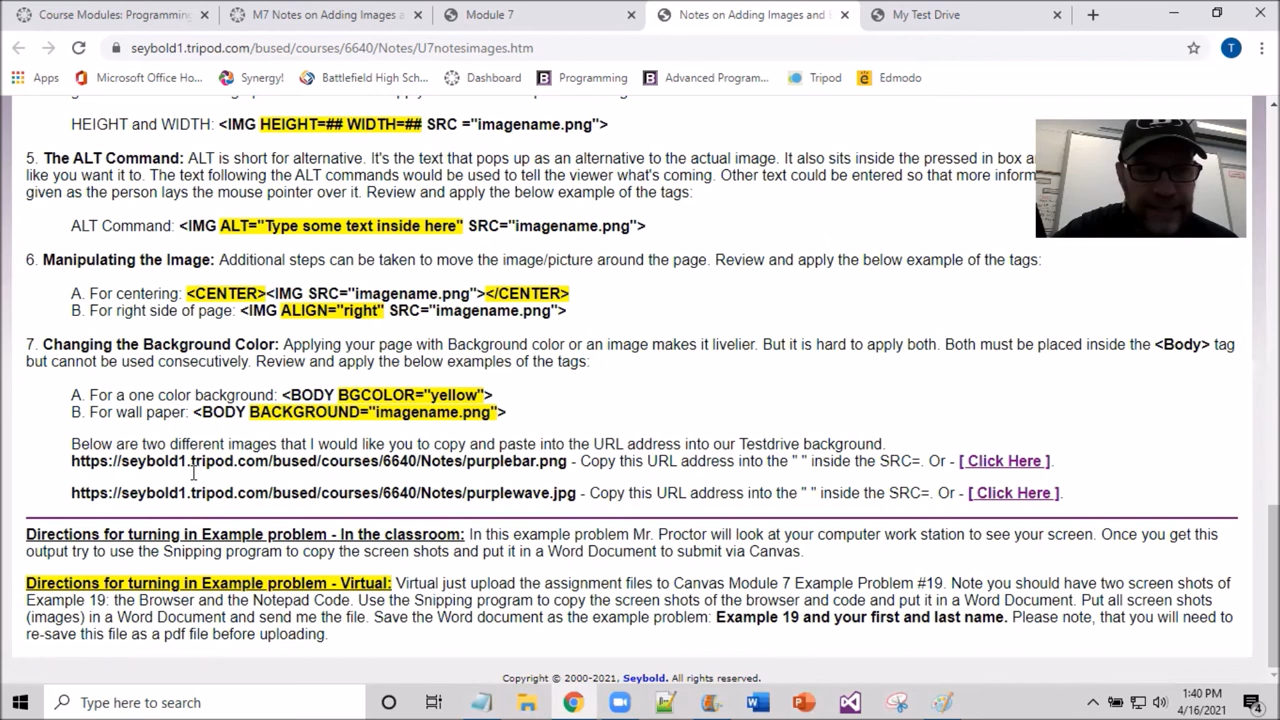 Course Modules: Programming
M7 Notes on Adding Images a
Module 7
Notes on Adding Images and
My Test Drive
seybold1.tripod.com/bused/courses/6640/Notes/U7notesimages.htm
T
Apps
Microsoft Office Ho...
Synergy!
Battlefield High Sch...
Dashboard
Programming
Advanced Program...
Tripod
Edmodo
HEIGHT and WIDTH: <IMG HEIGHT=## WIDTH=## SRC ="imagename.png">
5. The ALT Command: ALT is short for alternative. It's the text that pops up as an alternative to the actual image. It also sits inside the pressed in box a
like you want it to. The text following the ALT commands would be used to tell the viewer what's coming. Other text could be entered so that more inform
given as the person lays the mouse pointer over it. Review and apply the below example of the tags:
ALT Command: <IMG ALT="Type some text inside here" SRC="imagename.png">
6. Manipulating the Image: Additional steps can be taken to move the image/picture around the page. Review and apply the below example of the tags:
A. For centering: <CENTER><IMG SRC="imagename.png"></CENTER>
B. For right side of page: <IMG ALIGN="right" SRC="imagename.png">
7. Changing the Background Color: Applying your page with Background color or an image makes it livelier. But it is hard to apply both. Both must be placed inside the <Body> tag
but cannot be used consecutively. Review and apply the below examples of the tags:
A. For a one color background: <BODY BGCOLOR="yellow">
B. For wall paper: <BODY BACKGROUND="imagename.png">
Below are two different images that I would like you to copy and paste into the URL address into our Testdrive background.
https://seybold1.tripod.com/bused/courses/6640/Notes/purplebar.png - Copy this URL address into the " " inside the SRC=. Or - [ Click Here ].
https://seybold1.tripod.com/bused/courses/6640/Notes/purplewave.jpg - Copy this URL address into the " " inside the SRC=. Or - [ Click Here ].
Directions for turning in Example problem - In the classroom: In this example problem Mr. Proctor will look at your computer work station to see your screen. Once you get this
output try to use the Snipping program to copy the screen shots and put it in a Word Document to submit via Canvas.
Directions for turning in Example problem - Virtual: Virtual just upload the assignment files to Canvas Module 7 Example Problem #19. Note you should have two screen shots of
Example 19: the Browser and the Notepad Code. Use the Snipping program to copy the screen shots of the browser and code and put it in a Word Document. Put all screen shots
(images) in a Word Document and send me the file. Save the Word document as the example problem: Example 19 and your first and last name. Please note, that you will need to
re-save this file as a pdf file before uploading.
Copyright © 2000-2021, Seybold. All rights reserved.
Type here to search
1:40 PM
4/16/2021
4